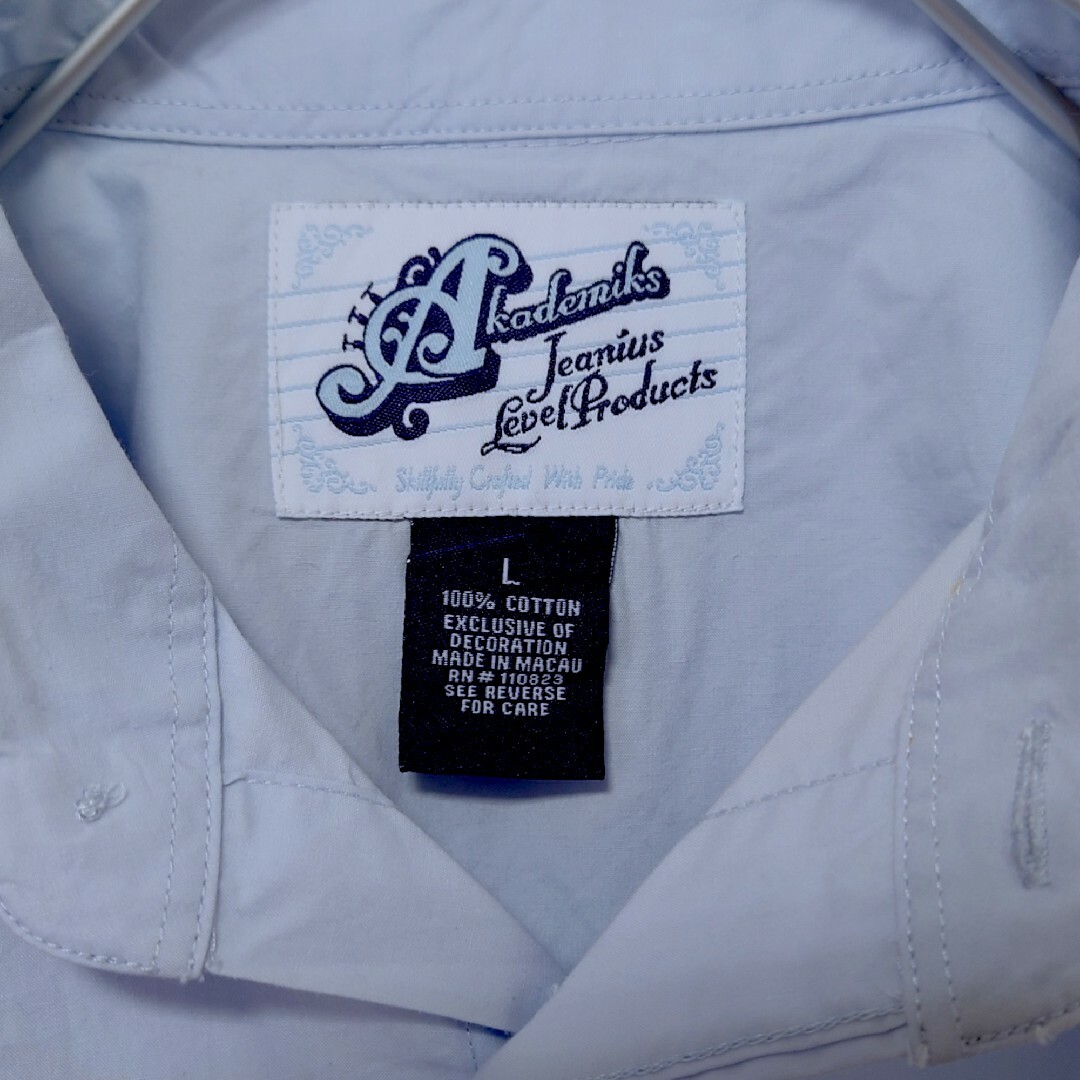 Akademiks
Jeanius
Level Products
Skillfully Crafted With Pride
L
100% COTTON
EXCLUSIVE OF
DECORATION
MADE IN MACAU
RN# 110823
SEE REVERSE
FOR CARE